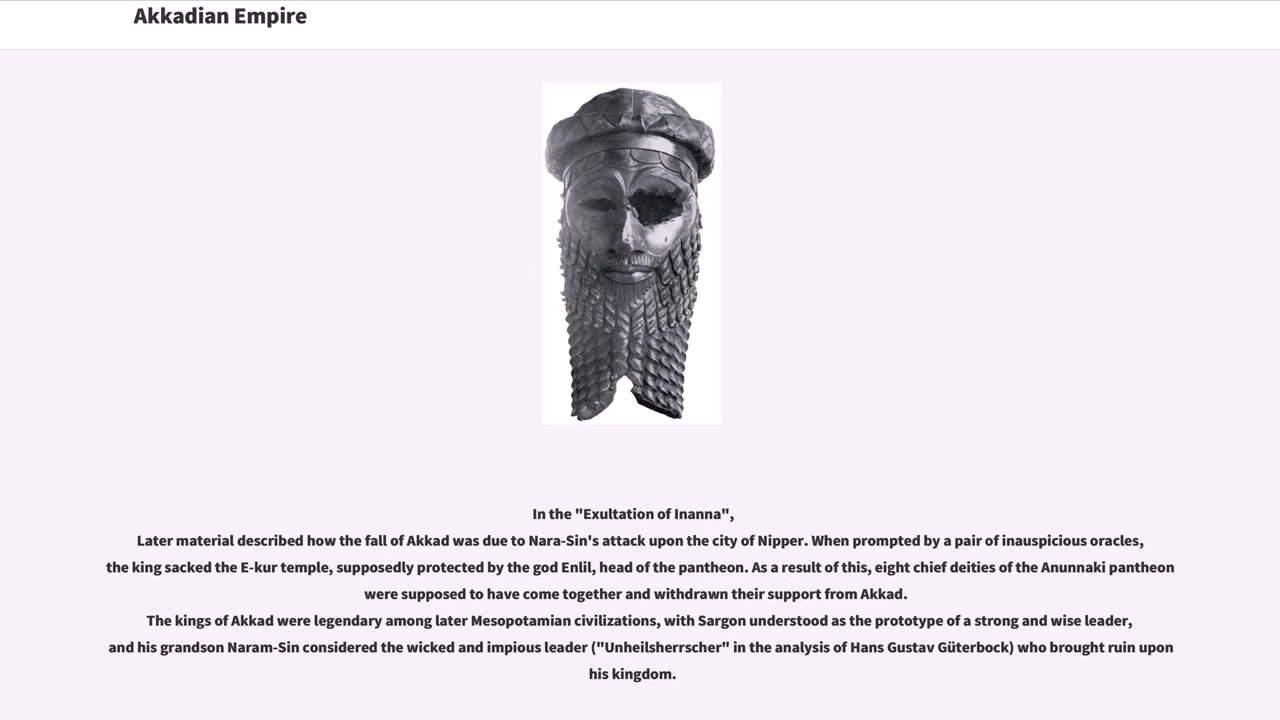 Akkadian Empire
In the "Exultation of Inanna",
Later material described how the fall of Akkad was due to Nara-Sin's attack upon the city of Nipper. When prompted by a pair of inauspicious oracles,
the king sacked the E-kur temple, supposedly protected by the god Enlil, head of the pantheon. As a result of this, eight chief deities of the Anunnaki pantheon
were supposed to have come together and withdrawn their support from Akkad.
The kings of Akkad were legendary among later Mesopotamian civilizations, with Sargon understood as the prototype of a strong and wise leader,
and his grandson Naram-Sin considered the wicked and impious leader ("Unheilsherrscher" in the analysis of Hans Gustav Güterbock) who brought ruin upon
his kingdom.